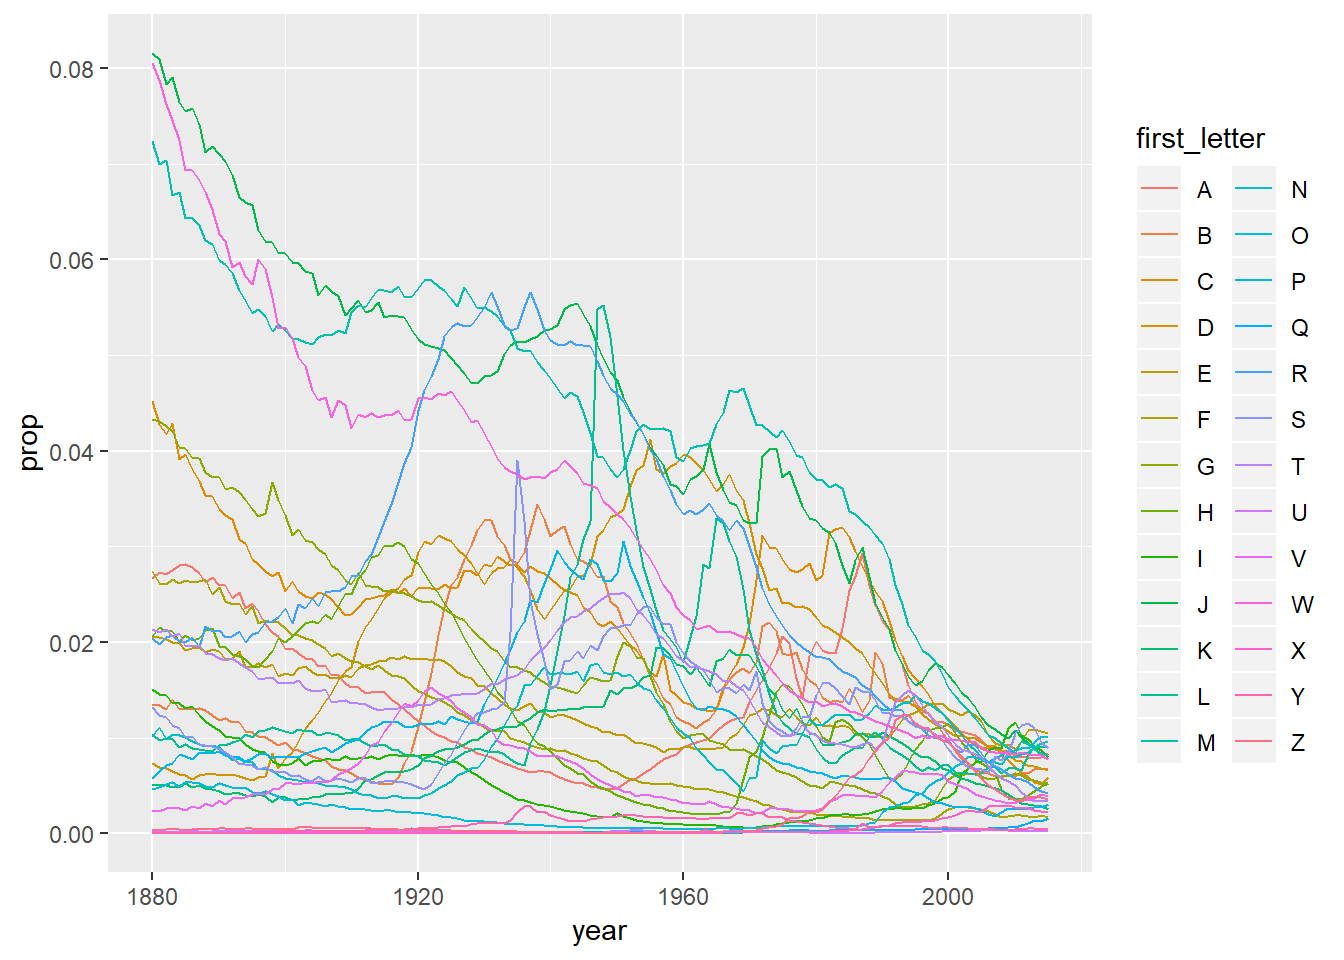 first_letter
A N
B O
C P
D Q
E R
F S
G T
H U
I V
J W
K X
L Y
M Z
0.08
0.06
0.04
0.02
0.00
prop
1880 1920 1960 2000
year